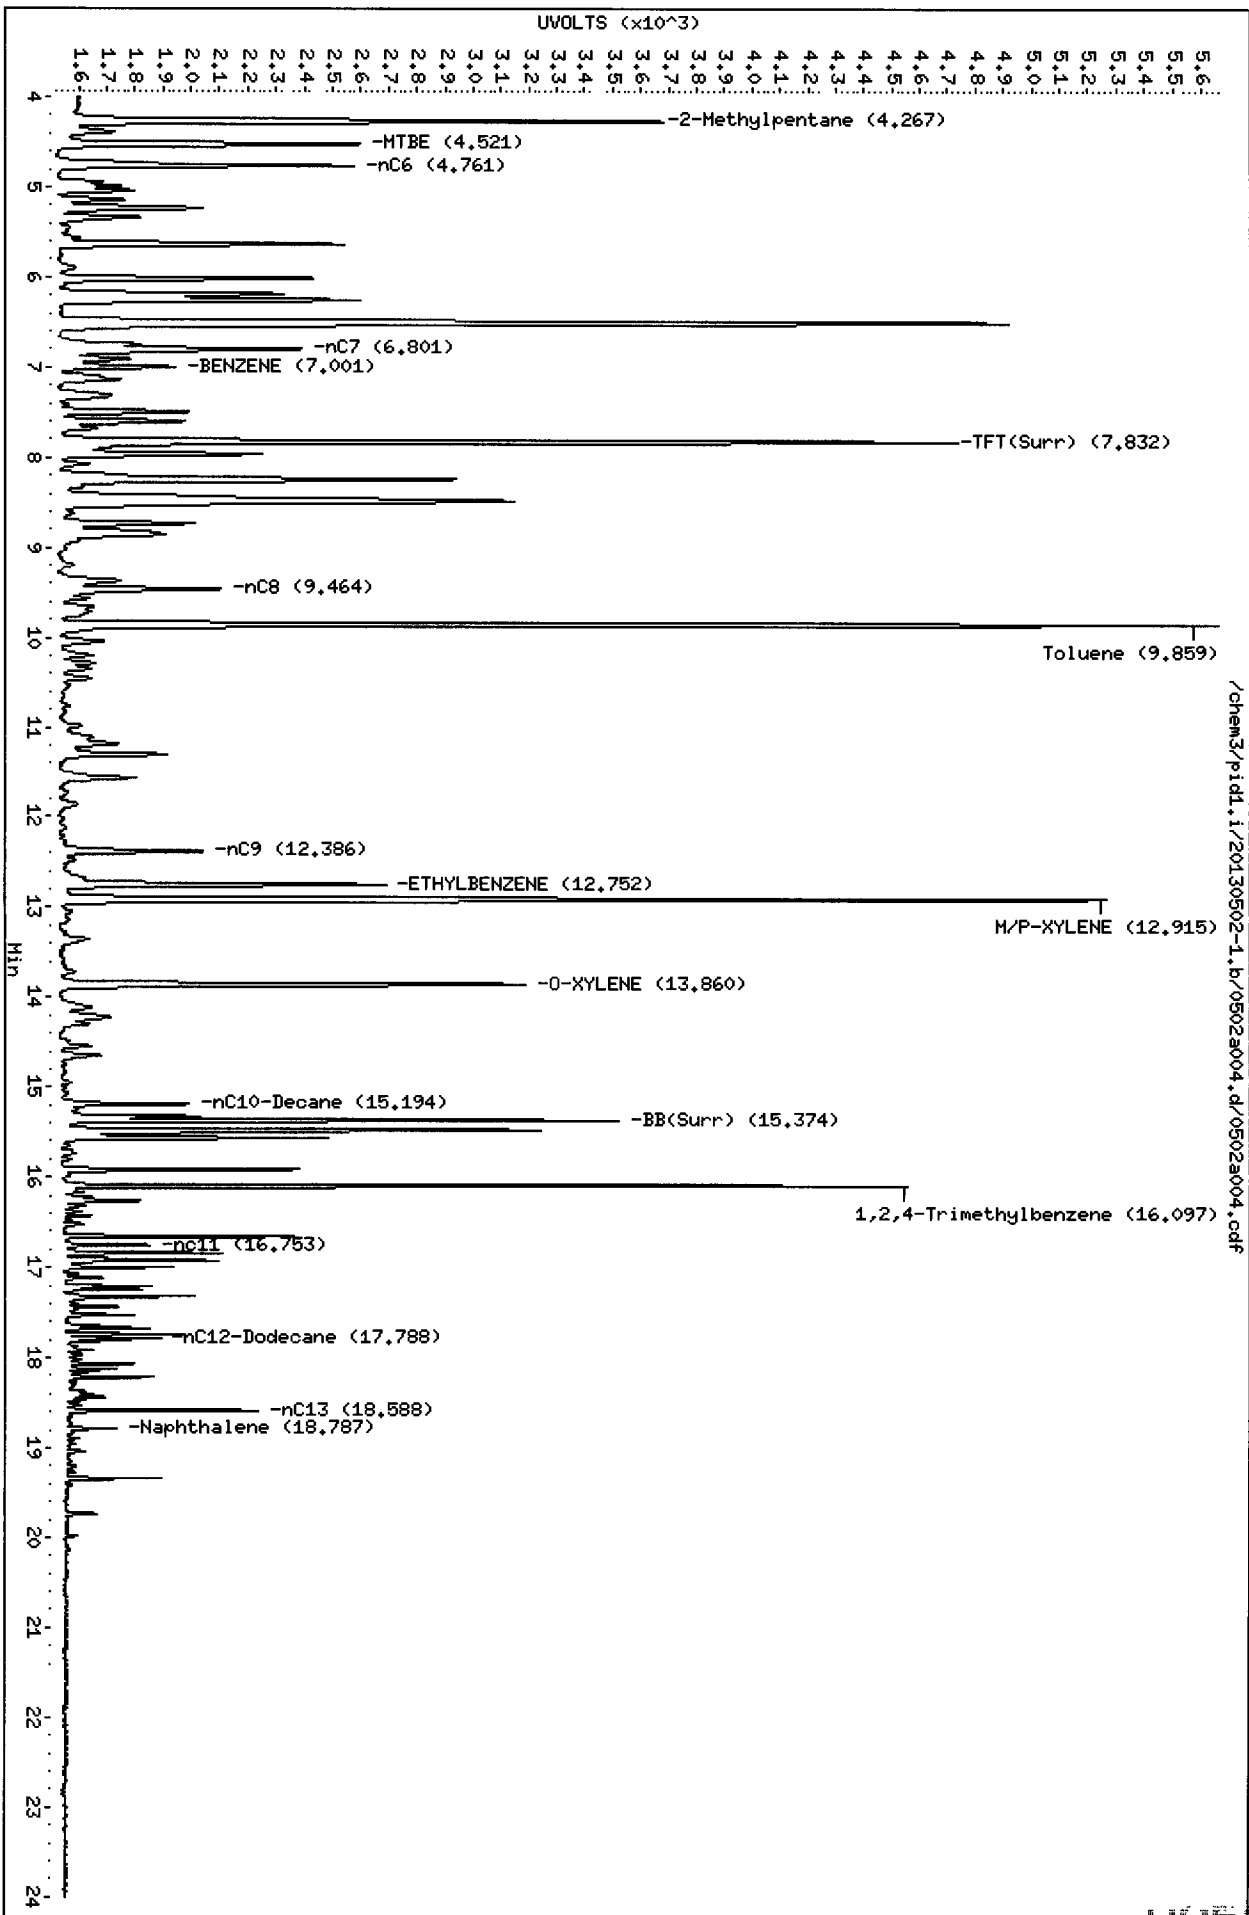 UVOLTS (x10^3)
1.6
1.7
1.8
1.9
2.0
2.1
2.2
2.3
2.4
2.5
2.6
2.7
2.8
2.9
3.0
3.1
3.2
3.3
3.4
3.5
3.6
3.7
3.8
3.9
4.0
4.1
4.2
4.3
4.4
4.5
4.6
4.7
4.8
4.9
5.0
5.1
5.2
5.3
5.4
5.5
5.6
-2-Methylpentane (4.267)
-MTBE (4.521)
-nC6 (4.761)
-nC7 (6.801)
-BENZENE (7.001)
-TFT(Surr) (7.832)
-nC8 (9.464)
Toluene (9.859)
-nC9 (12.386)
-ETHYLBENZENE (12.752)
M/P-XYLENE (12.915)
-O-XYLENE (13.860)
-nC10-Decane (15.194)
-BB(Surr) (15.374)
1,2,4-Trimethylbenzene (16.097)
-nc11 (16.753)
-nC12-Dodecane (17.788)
-nC13 (18.588)
-Naphthalene (18.787)
4
5
6
7
8
9
10
11
12
13
14
15
16
17
18
19
20
21
22
23
24
Min
/chem3/pid1.i/20130502-1.b/0502a004.d/0502a004.cdf